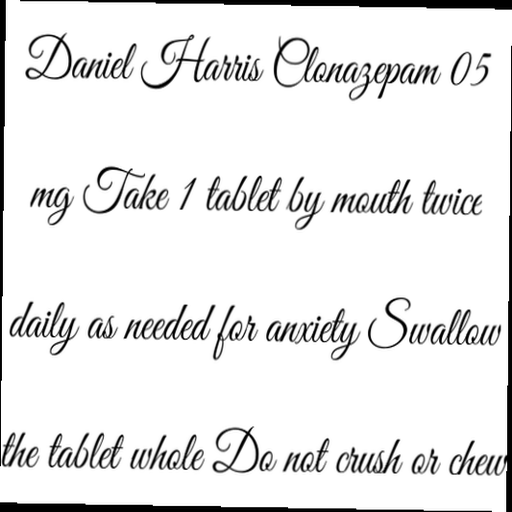 Daniel Harris Clonazepam 05
mg Take 1 tablet by mouth twice
daily as needed for anxiety Swallow
the tablet whole Do not crush or chew